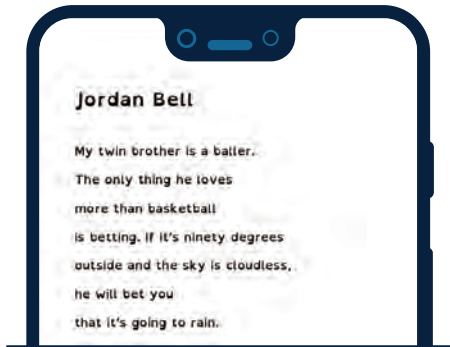 Jordan Bell
My twin brother is a baller.
The only thing he loves
more than basketball
is betting. If it's ninety degrees
outside and the sky is cloudless,
he will bet you
that it's going to rain.